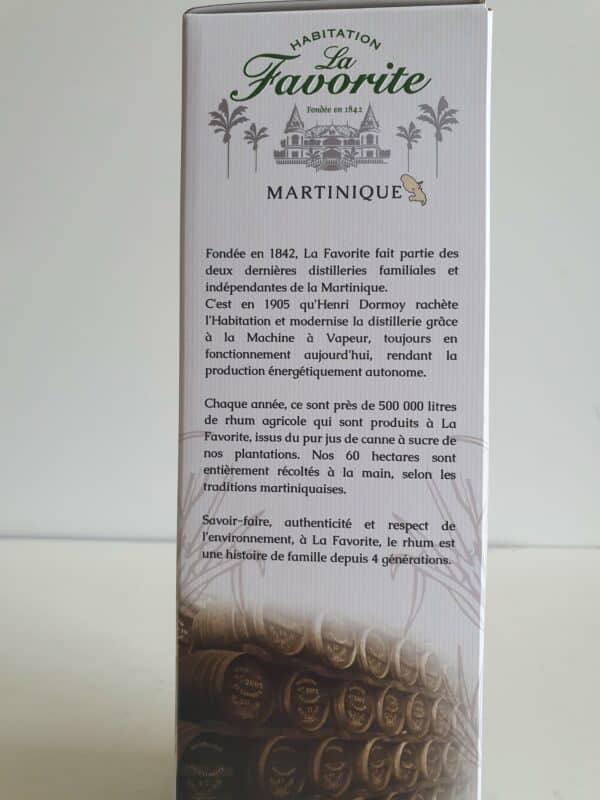 HABITATION
La
Favorite
Fondée en 1842
MARTINIQUE
Fondée en 1842, La Favorite fait partie des
deux dernières distilleries familiales et
indépendantes de la Martinique.
C'est en 1905 qu'Henri Dormoy rachète
l'Habitation et modernise la distillerie grâce
à la Machine à Vapeur, toujours en
fonctionnement aujourd'hui, rendant la
production énergétiquement autonome.
Chaque année, ce sont près de 500 000 litres
de rhum agricole qui sont produits à La
Favorite, issus du pur jus de canne à sucre de
nos plantations. Nos 60 hectares sont
entièrement récoltés à la main, selon les
traditions martiniquaises.
Savoir-faire, authenticité et respect de
l'environnement, à La Favorite, le rhum est
une histoire de famille depuis 4 générations.